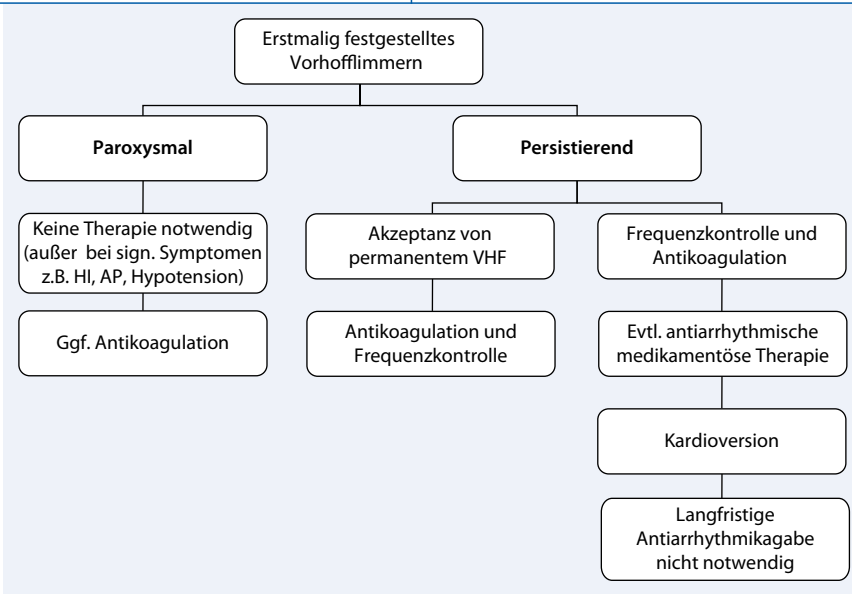 Erstmalig festgestelltes
Vorhofflimmern
Paroxysmal
Persistierend
Keine Therapie notwendig
(außer bei sign. Symptomen
z.B. HI, AP, Hypotension)
Akzeptanz von
permanentem VHF
Frequenzkontrolle und
Antikoagulation
Ggf. Antikoagulation
Antikoagulation und
Frequenzkontrolle
Evtl. antiarrhythmische
medikamentöse Therapie
Kardioversion
Langfristige
Antiarrhythmikagabe
nicht notwendig